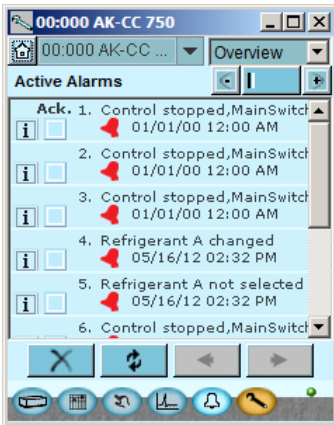 00:000 AK-CC 750
00:000 AK-CC ... Overview
Active Alarms
Ack. 1. Control stopped,MainSwitch
01/01/00 12:00 AM
2. Control stopped,MainSwitch
01/01/00 12:00 AM
3. Control stopped,MainSwitch
01/01/00 12:00 AM
4. Refrigerant A changed
05/16/12 02:32 PM
5. Refrigerant A not selected
05/16/12 02:32 PM
6. Control stopped,MainSwitch